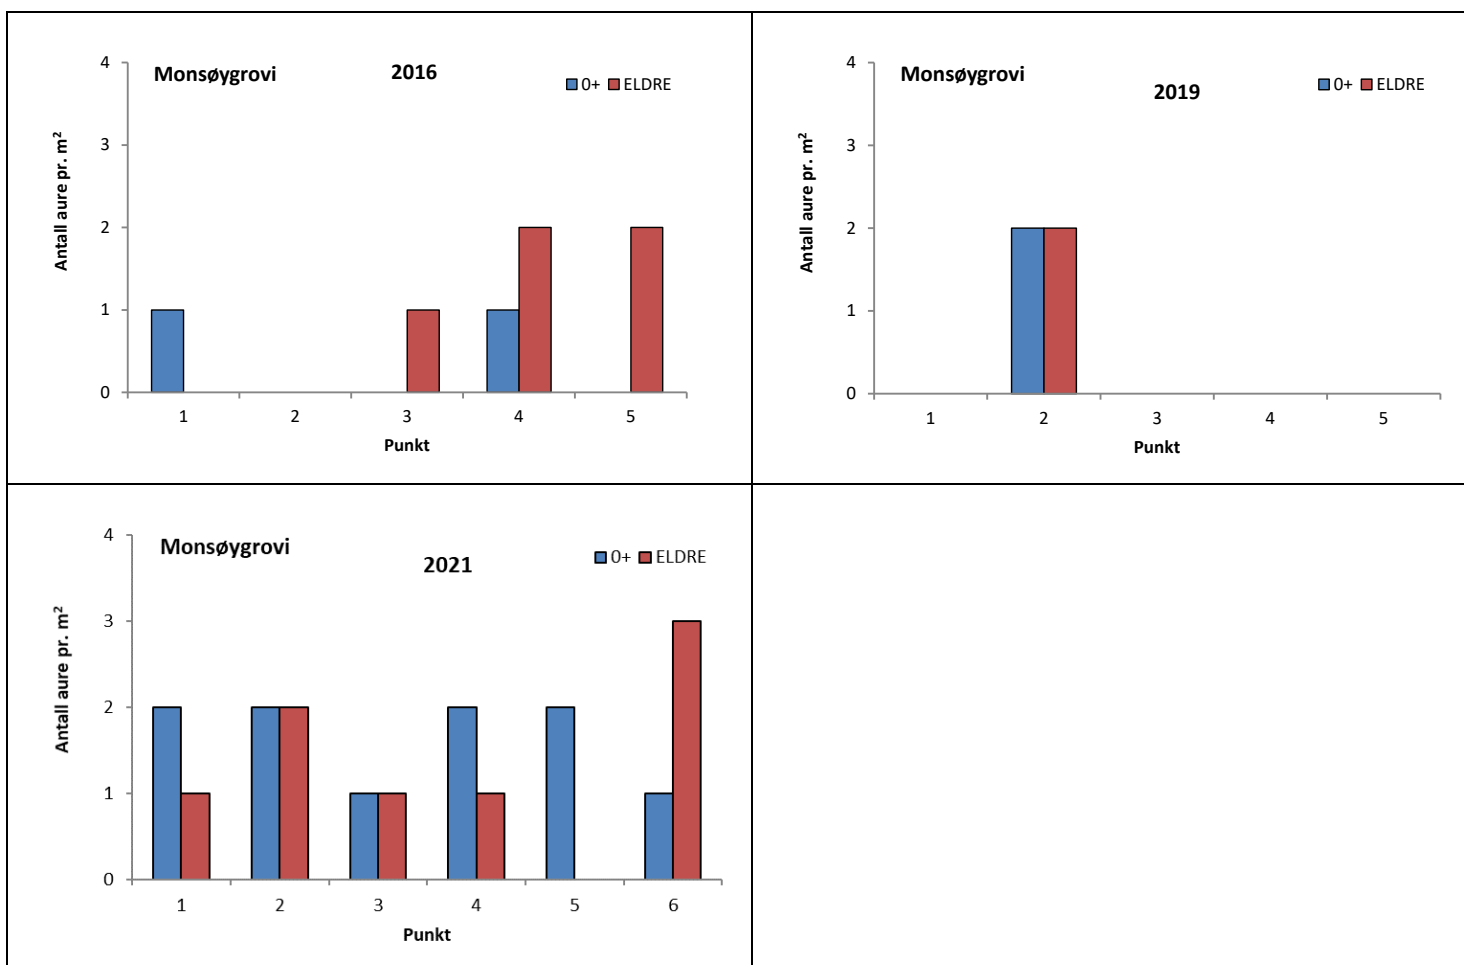 Monsøygrovi
2016
0+ ELDRE
Antall aure pr. m²
4
3
2
1
0
1 2 3 4 5
Punkt
Monsøygrovi
2019
0+ ELDRE
Antall aure pr. m²
4
3
2
1
0
1 2 3 4 5
Punkt
Monsøygrovi
2021
0+ ELDRE
Antall aure pr. m²
4
3
2
1
0
1 2 3 4 5 6
Punkt